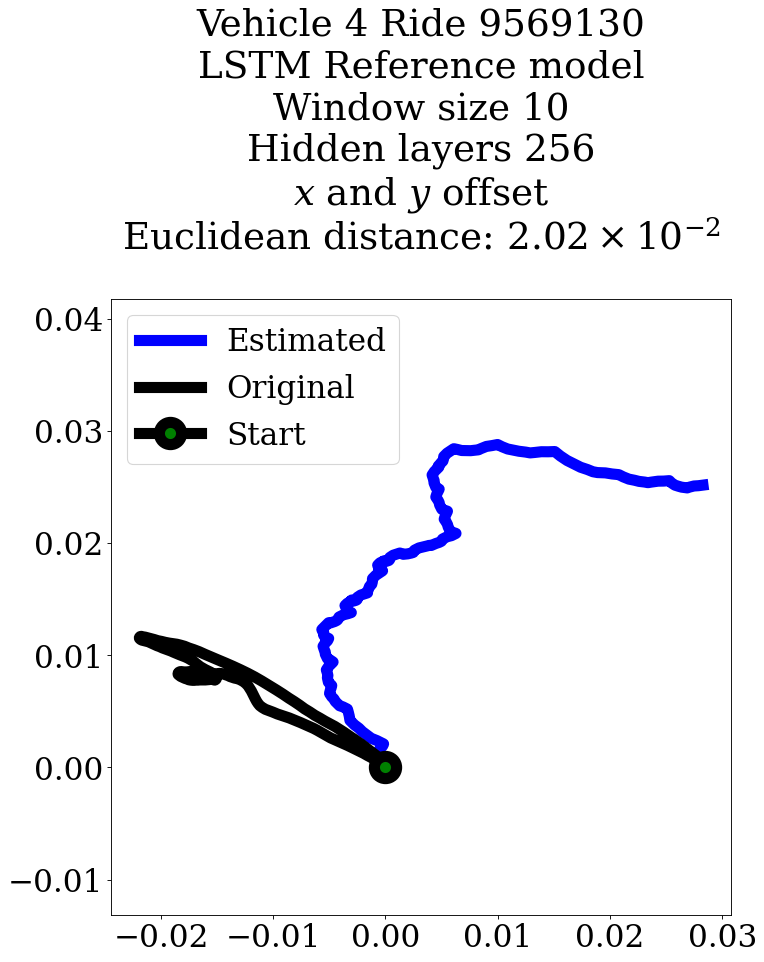 Vehicle 4 Ride 9569130
LSTM Reference model
Window size 10
Hidden layers 256
x and y offset
Euclidean distance: 2.02 × 10⁻²
0.04
Estimated
Original
Start
0.03
0.02
0.01
0.00
−0.01
−0.02 −0.01 0.00 0.01 0.02 0.03